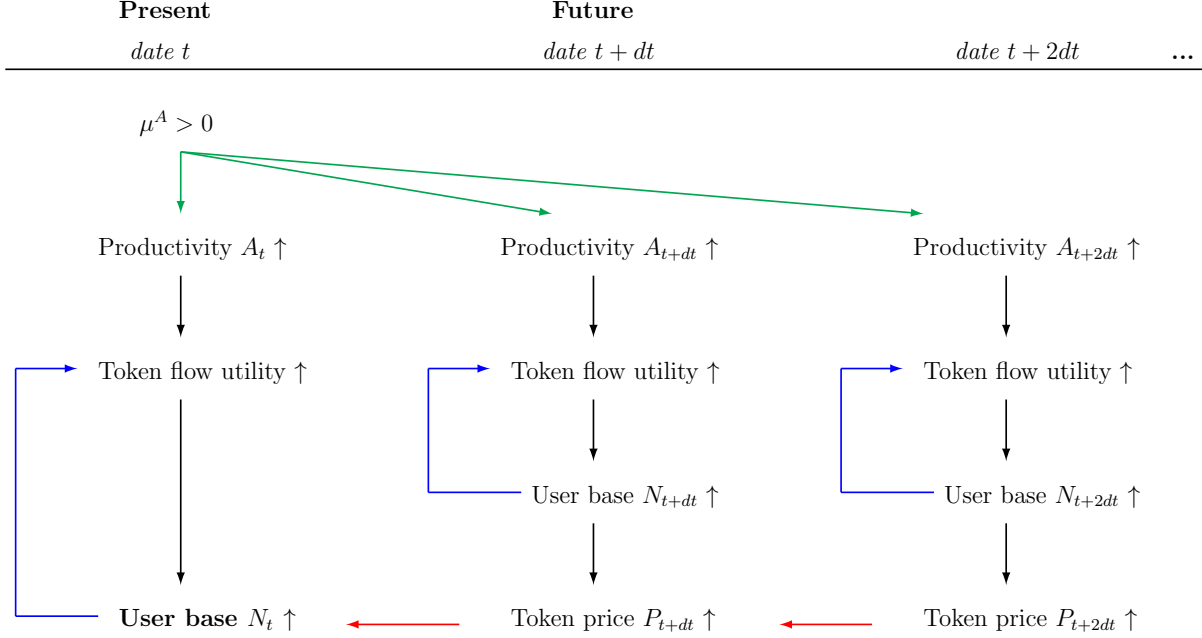 Present Future
date t date t + dt date t + 2dt ...
μ^A > 0
Productivity A_t ↑ Productivity A_{t+dt} ↑ Productivity A_{t+2dt} ↑
Token flow utility ↑ Token flow utility ↑ Token flow utility ↑
User base N_{t+dt} ↑ User base N_{t+2dt} ↑
User base N_t ↑ Token price P_{t+dt} ↑ Token price P_{t+2dt} ↑